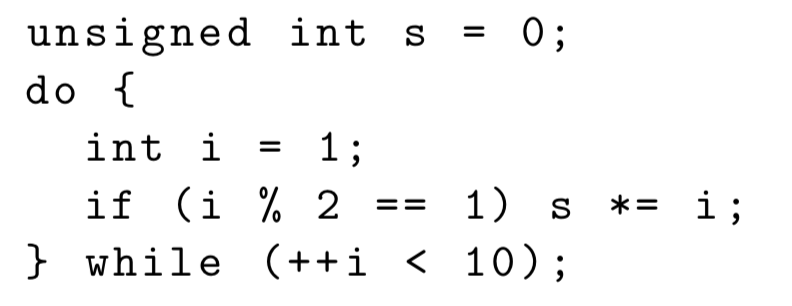 unsigned int s = 0;
do {
   int i = 1;
   if (i % 2 == 1) s *= i;
} while (++i < 10);